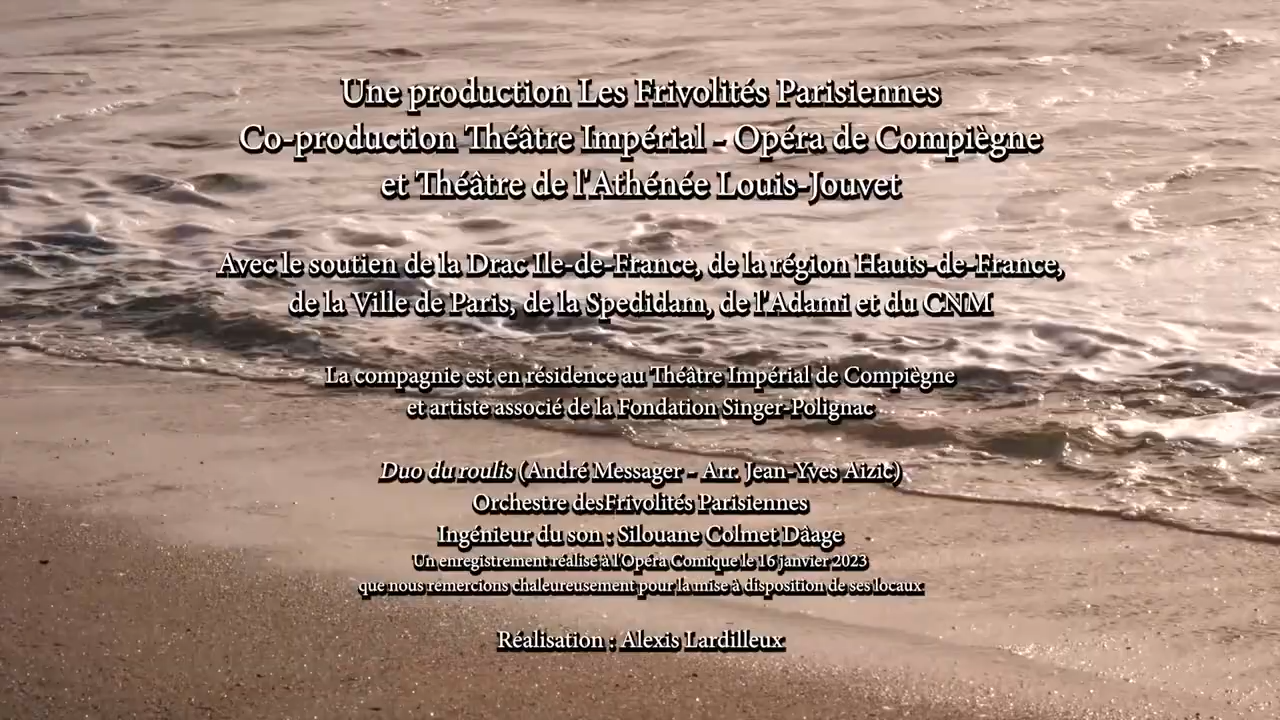 Une production Les Frivolités Parisiennes
Co-production Théâtre Impérial - Opéra de Compiègne
et Théâtre de l'Athénée Louis-Jouvet
Avec le soutien de la Drac Ile-de-France, de la région Hauts-de-France,
de la Ville de Paris, de la Spedidam, de l'Adami et du CNM
La compagnie est en résidence au Théâtre Impérial de Compiègne
et artiste associé de la Fondation Singer-Polignac
Duo du roulis (André Messager - Arr. Jean-Yves Aizic)
Orchestre desFrivolités Parisiennes
Ingénieur du son : Silouane Colmet Dâage
Un enregistrement réalisé à l'Opéra Comique le 16 janvier 2023
que nous remercions chaleureusement pour la mise à disposition de ses locaux
Réalisation : Alexis Lardilleux